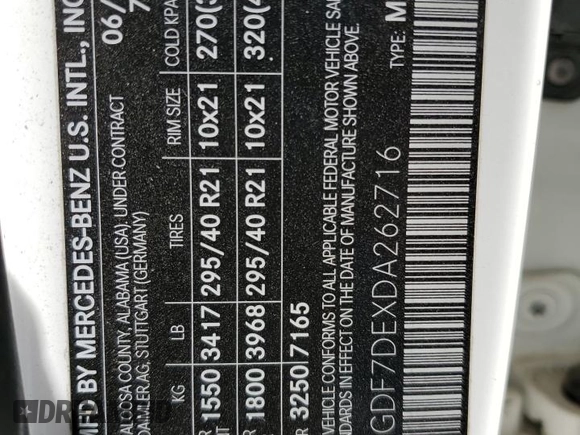 MFD BY MERCEDES-BENZ U.S. INTL., INC
TUSCALOOSA COUNTY, ALABAMA (USA) UNDER CONTRACT
DAIMLER AG, STUTTGART (GERMANY)
06/
KG LB TIRES RIM SIZE COLD KPA
1550 3417 295/40 R21 10x21 270(
1800 3968 295/40 R21 10x21 320(
3250 7165
VEHICLE CONFORMS TO ALL APPLICABLE FEDERAL MOTOR VEHICLE
STANDARDS IN EFFECT ON THE DATE OF MANUFACTURE SHOWN ABOVE.
GDF7DEXDA262716
TYPE: M